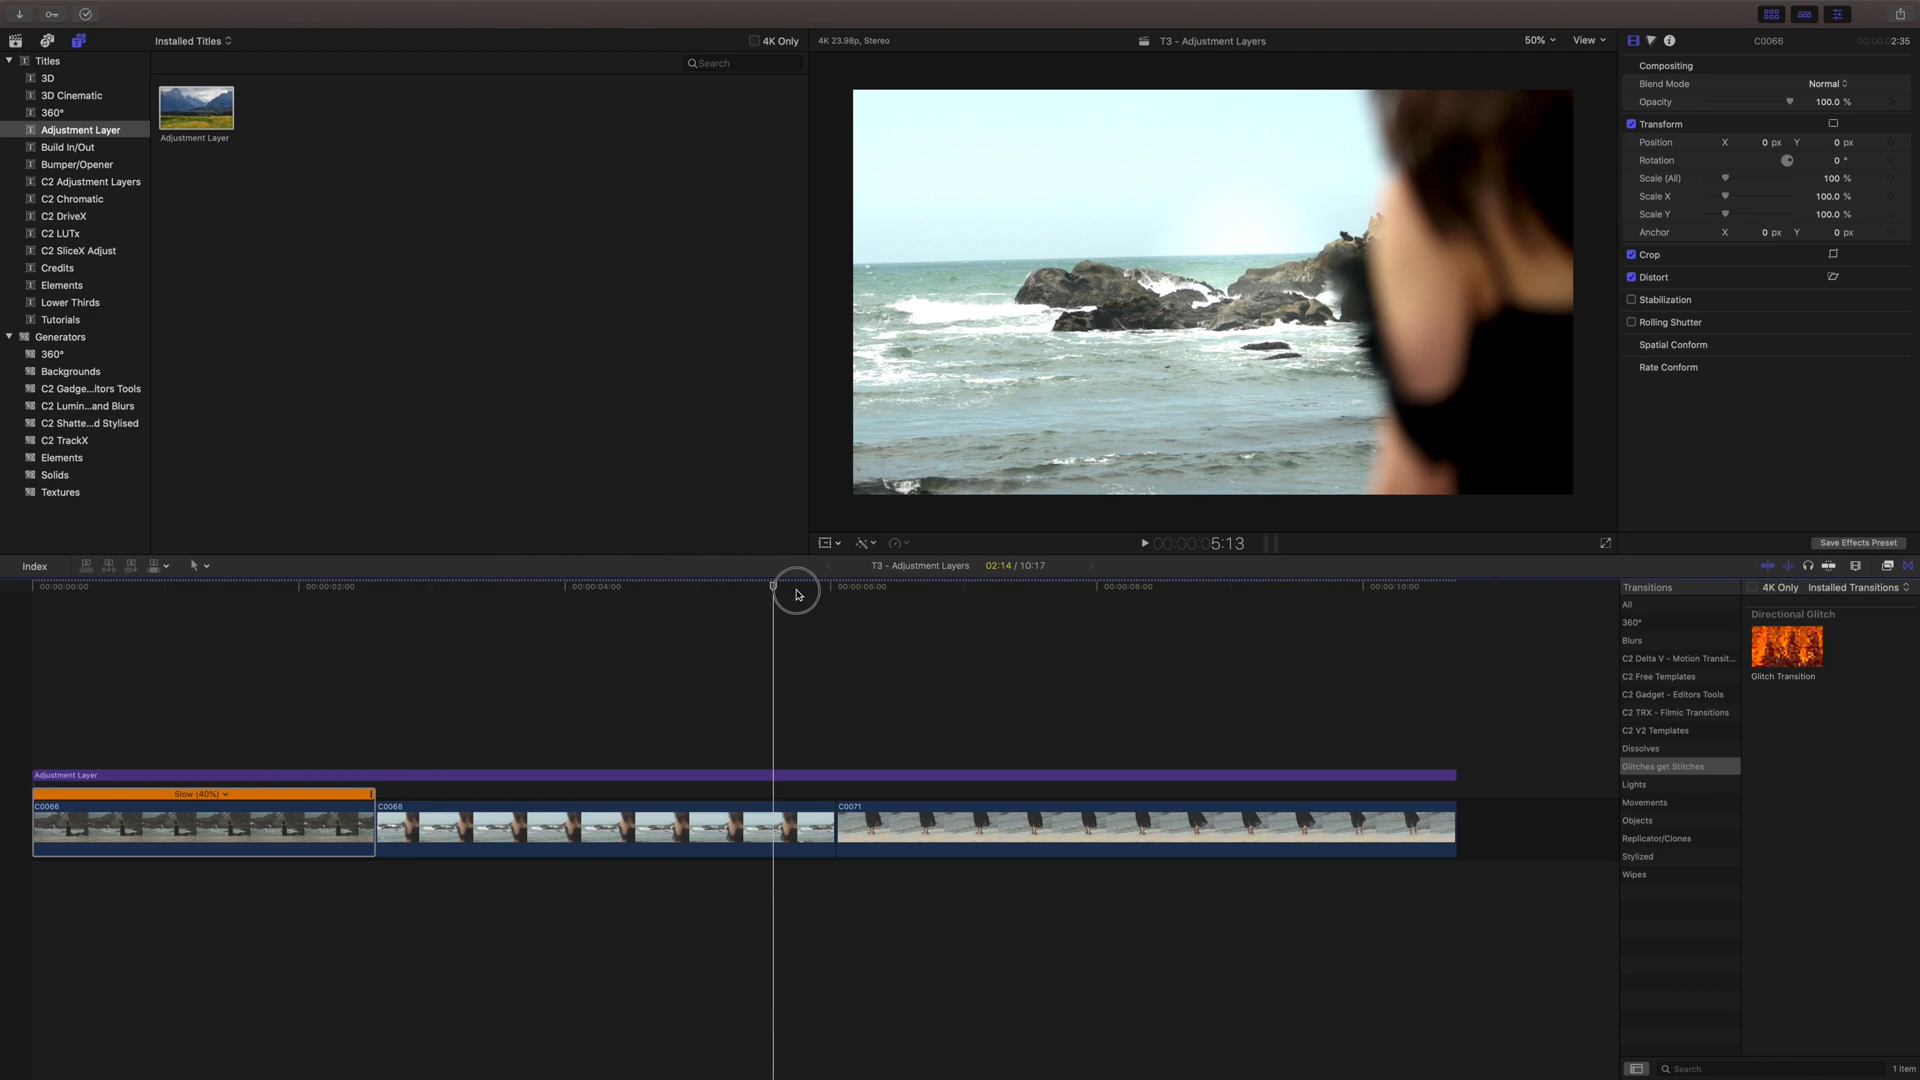 Installed Titles
4K Only
4K 23.98p, Stereo
T3 - Adjustment Layers
50%
View
C0066
00:00:02:35
Titles
3D
3D Cinematic
360°
Adjustment Layer
Build In/Out
Bumper/Opener
C2 Adjustment Layers
C2 Chromatic
C2 DriveX
C2 LUTx
C2 SliceX Adjust
Credits
Elements
Lower Thirds
Tutorials
Generators
360°
Backgrounds
C2 Gadge...itors Tools
C2 Lumin...and Blurs
C2 Shatte...d Stylised
C2 TrackX
Elements
Solids
Textures
Search
Adjustment Layer
Compositing
Blend Mode Normal
Opacity 100.0 %
Transform
Position X 0 px Y 0 px
Rotation 0 °
Scale (All) 100 %
Scale X 100.0 %
Scale Y 100.0 %
Anchor X 0 px Y 0 px
Crop
Distort
Stabilization
Rolling Shutter
Spatial Conform
Rate Conform
00:00:05:13
Save Effects Preset
Index
T3 - Adjustment Layers 02:14 / 10:17
00:00:00:00 00:00:02:00 00:00:04:00 00:00:06:00 00:00:08:00 00:00:10:00
Adjustment Layer
Slow (40%)
C0066 C0068 C0071
Transitions
All
360°
Blurs
C2 Delta V - Motion Transit...
C2 Free Templates
C2 Gadget - Editors Tools
C2 TRX - Filmic Transitions
C2 V2 Templates
Dissolves
Glitches get Stitches
Lights
Movements
Objects
Replicator/Clones
Stylized
Wipes
4K Only Installed Transitions
Directional Glitch
Glitch Transition
Search
1 item